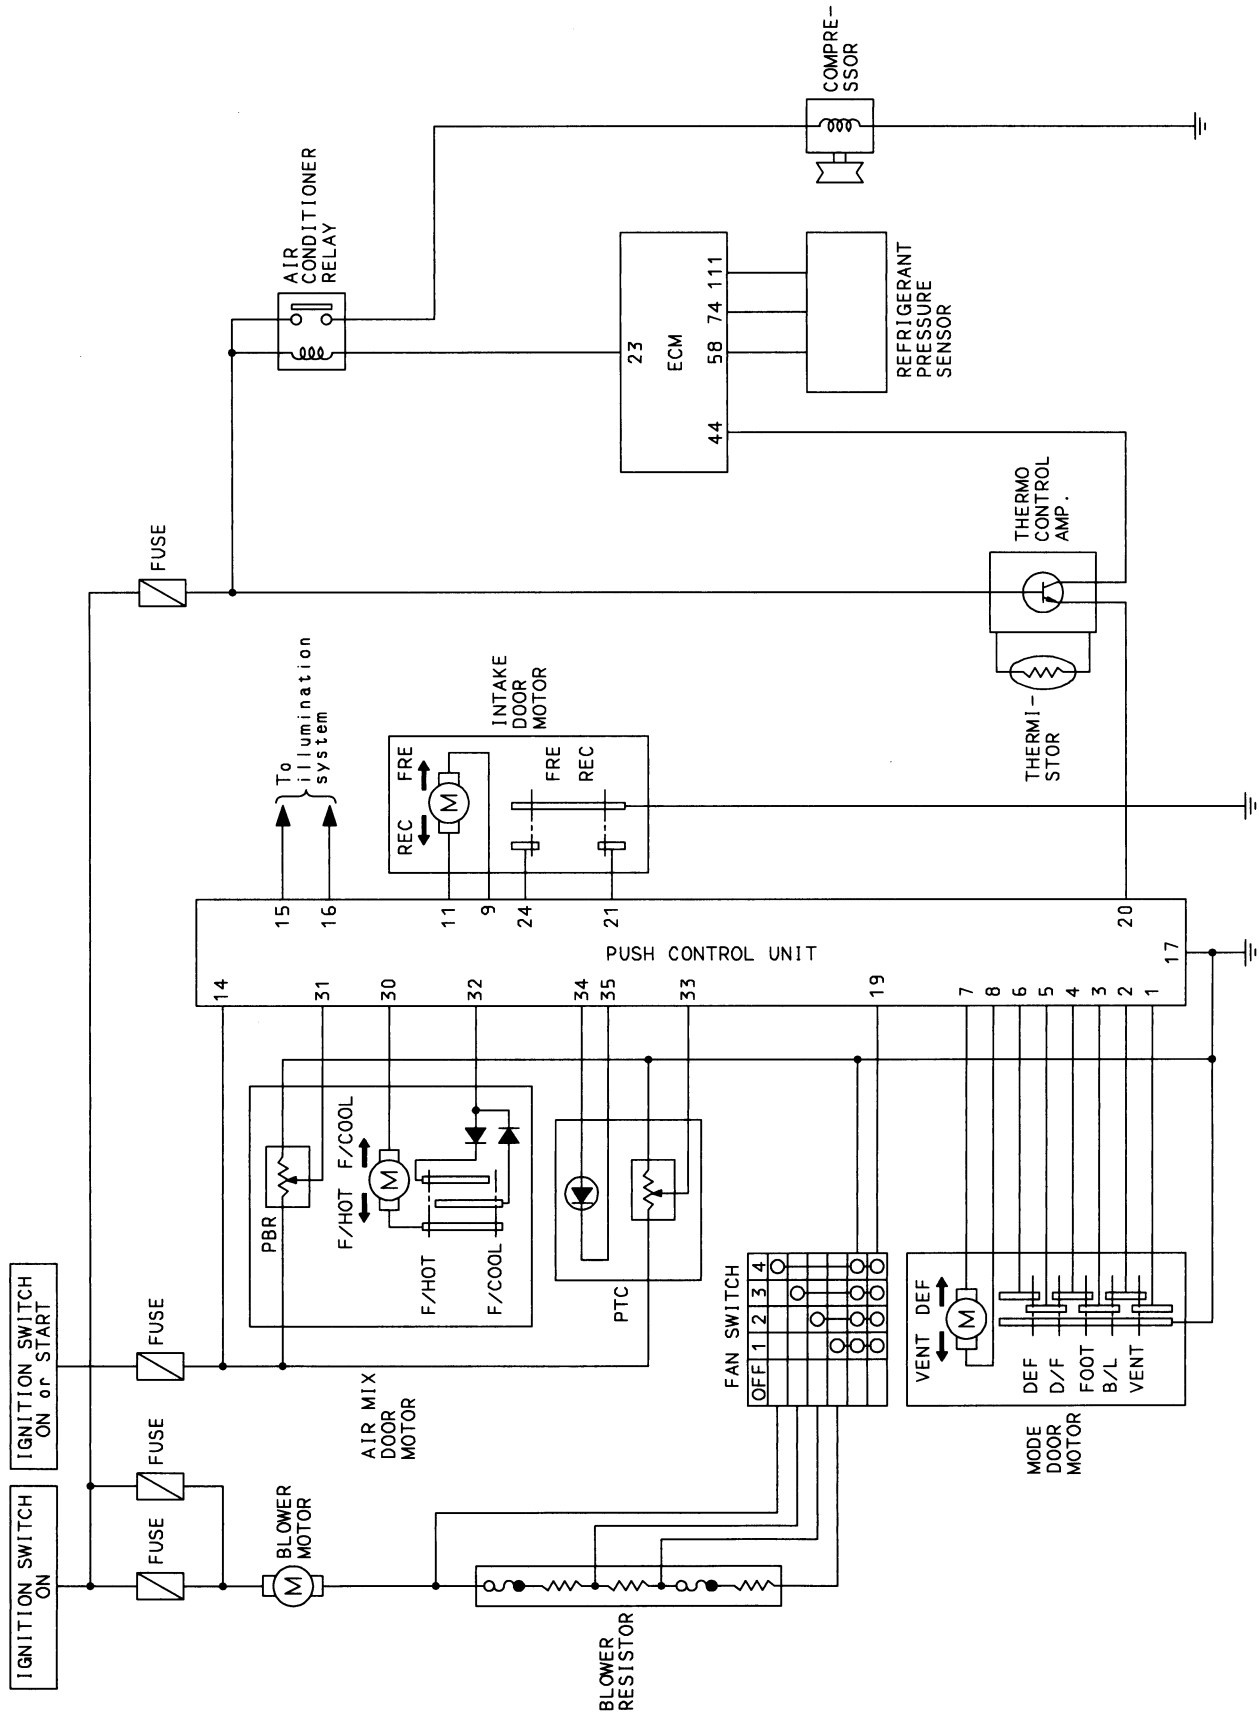 IGNITION SWITCH
ON
IGNITION SWITCH
ON or START
FUSE
FUSE
FUSE
FUSE
BLOWER
MOTOR
M
BLOWER
RESISTOR
AIR MIX
DOOR
MOTOR
PBR
F/HOT
F/COOL
M
F/HOT
F/COOL
PTC
FAN SWITCH
OFF
1
2
3
4
MODE
DOOR
MOTOR
VENT
DEF
M
DEF
D/F
FOOT
B/L
VENT
14
31
30
32
34
35
33
19
7
8
6
5
4
3
2
1
PUSH CONTROL UNIT
17
15
16
11
9
24
21
20
To
illumination
system
INTAKE
DOOR
MOTOR
REC
FRE
M
FRE
REC
THERMI-
STOR
THERMO
CONTROL
AMP.
AIR
CONDITIONER
RELAY
23
ECM
44
58
74
111
REFRIGERANT
PRESSURE
SENSOR
COMPRE-
SSOR